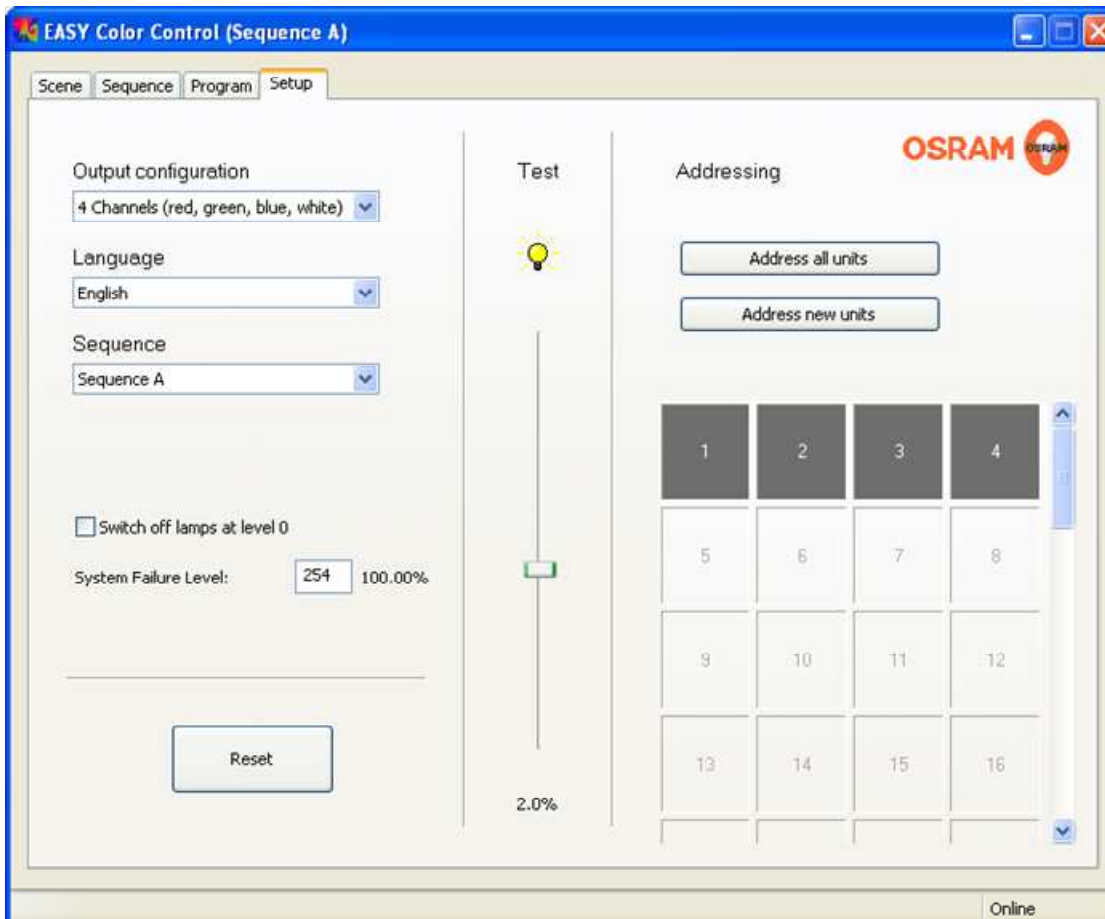 EASY Color Control (Sequence A)
Scene Sequence Program Setup
OSRAM OSRAM
Output configuration
4 Channels (red, green, blue, white)
Language
English
Sequence
Sequence A
Switch off lamps at level 0
System Failure Level: 254 100.00%
Reset
Test
2.0%
Addressing
Address all units
Address new units
1 2 3 4
5 6 7 8
9 10 11 12
13 14 15 16
Online